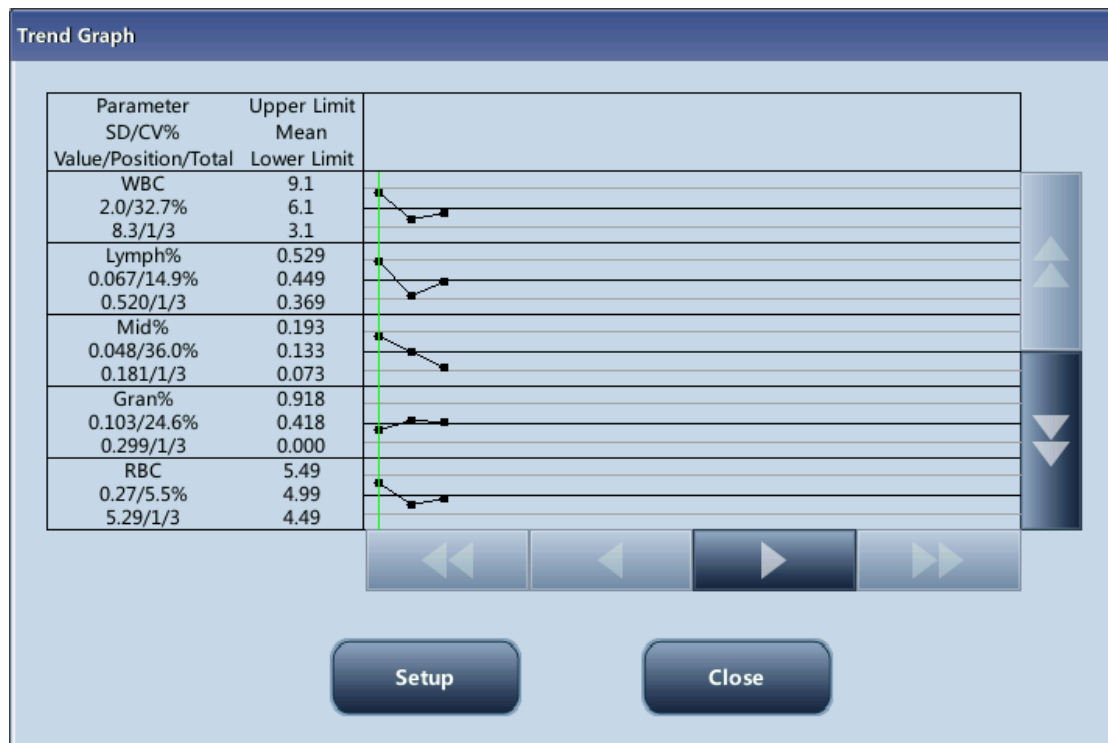 Trend Graph
Parameter Upper Limit
SD/CV% Mean
Value/Position/Total Lower Limit
WBC 9.1
2.0/32.7% 6.1
8.3/1/3 3.1
Lymph% 0.529
0.067/14.9% 0.449
0.520/1/3 0.369
Mid% 0.193
0.048/36.0% 0.133
0.181/1/3 0.073
Gran% 0.918
0.103/24.6% 0.418
0.299/1/3 0.000
RBC 5.49
0.27/5.5% 4.99
5.29/1/3 4.49
Setup Close